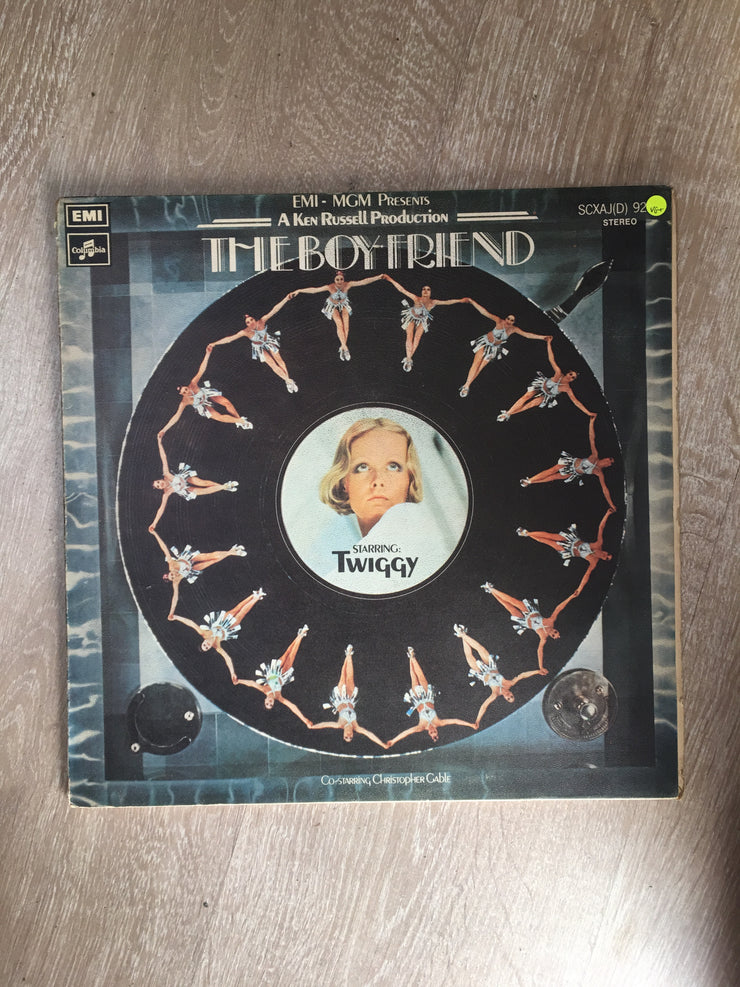 EMI - MGM PRESENTS
EMI
A KEN RUSSELL PRODUCTION
SCXAJ(D) 92
VG+
STEREO
Columbia
THE BOY FRIEND
STARRING:
TWIGGY
CO-STARRING CHRISTOPHER GABLE